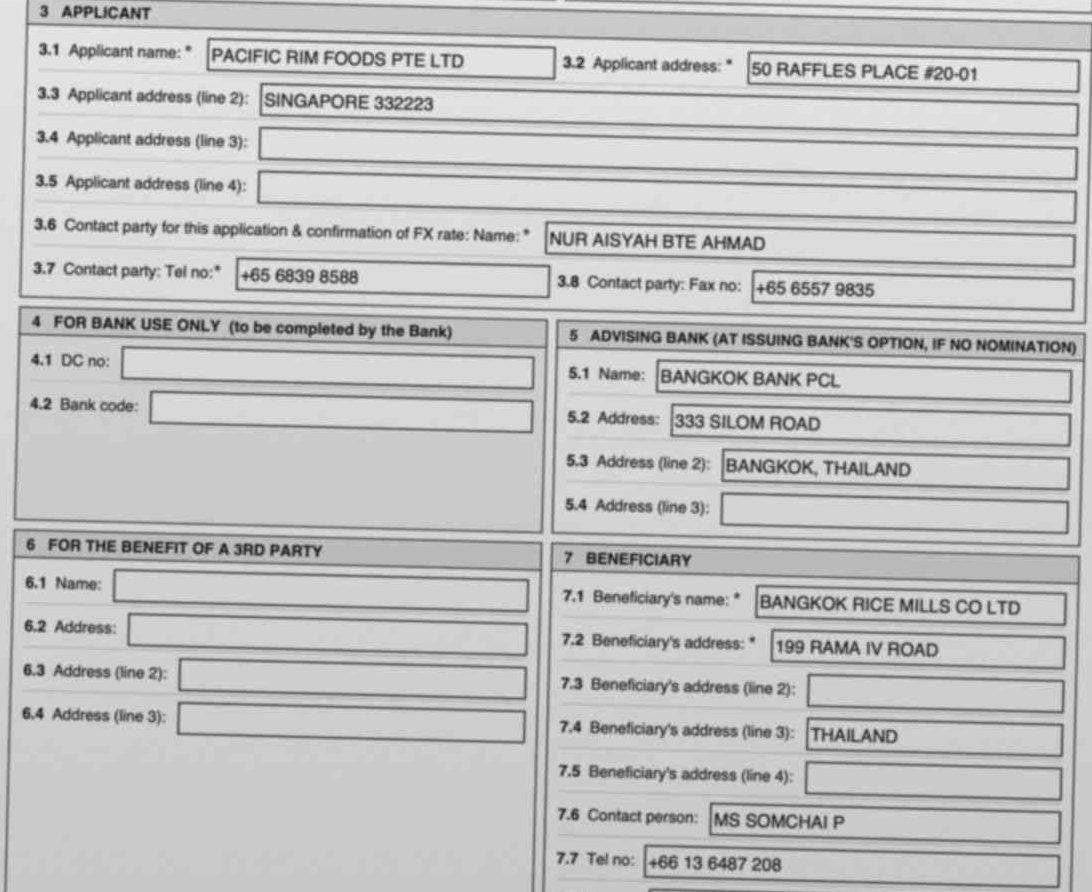 3 APPLICANT
3.1 Applicant name: * PACIFIC RIM FOODS PTE LTD 3.2 Applicant address: * 50 RAFFLES PLACE #20-01
3.3 Applicant address (line 2): SINGAPORE 332223
3.4 Applicant address (line 3):
3.5 Applicant address (line 4):
3.6 Contact party for this application & confirmation of FX rate: Name: * NUR AISYAH BTE AHMAD
3.7 Contact party: Tel no:* +65 6839 8588 3.8 Contact party: Fax no: +65 6557 9835
4 FOR BANK USE ONLY (to be completed by the Bank)
4.1 DC no:
4.2 Bank code:
5 ADVISING BANK (AT ISSUING BANK'S OPTION, IF NO NOMINATION)
5.1 Name: BANGKOK BANK PCL
5.2 Address: 333 SILOM ROAD
5.3 Address (line 2): BANGKOK, THAILAND
5.4 Address (line 3):
6 FOR THE BENEFIT OF A 3RD PARTY
6.1 Name:
6.2 Address:
6.3 Address (line 2):
6.4 Address (line 3):
7 BENEFICIARY
7.1 Beneficiary's name: * BANGKOK RICE MILLS CO LTD
7.2 Beneficiary's address: * 199 RAMA IV ROAD
7.3 Beneficiary's address (line 2):
7.4 Beneficiary's address (line 3): THAILAND
7.5 Beneficiary's address (line 4):
7.6 Contact person: MS SOMCHAI P
7.7 Tel no: +66 13 6487 208